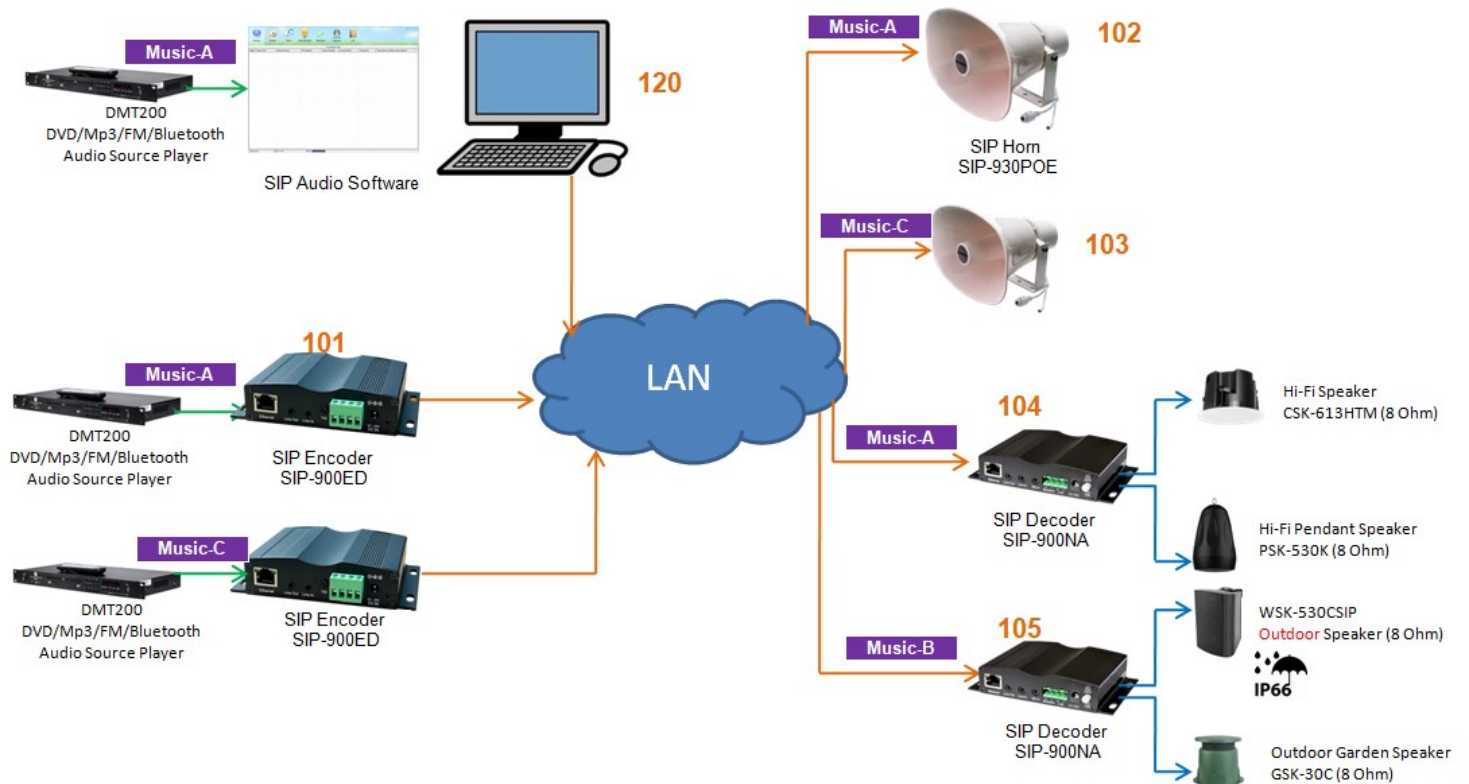 Music-A
DMT200
DVD/Mp3/FM/Bluetooth
Audio Source Player
SIP Audio Software
120
Music-A
102
SIP Horn
SIP-930POE
Music-C
103
101
Music-A
DMT200
DVD/Mp3/FM/Bluetooth
Audio Source Player
SIP Encoder
SIP-900ED
LAN
Music-C
DMT200
DVD/Mp3/FM/Bluetooth
Audio Source Player
SIP Encoder
SIP-900ED
104
Music-A
SIP Decoder
SIP-900NA
Hi-Fi Speaker
CSK-613HTM (8 Ohm)
Hi-Fi Pendant Speaker
PSK-530K (8 Ohm)
105
Music-B
SIP Decoder
SIP-900NA
WSK-530CSIP
Outdoor Speaker (8 Ohm)
IP66
Outdoor Garden Speaker
GSK-30C (8 Ohm)